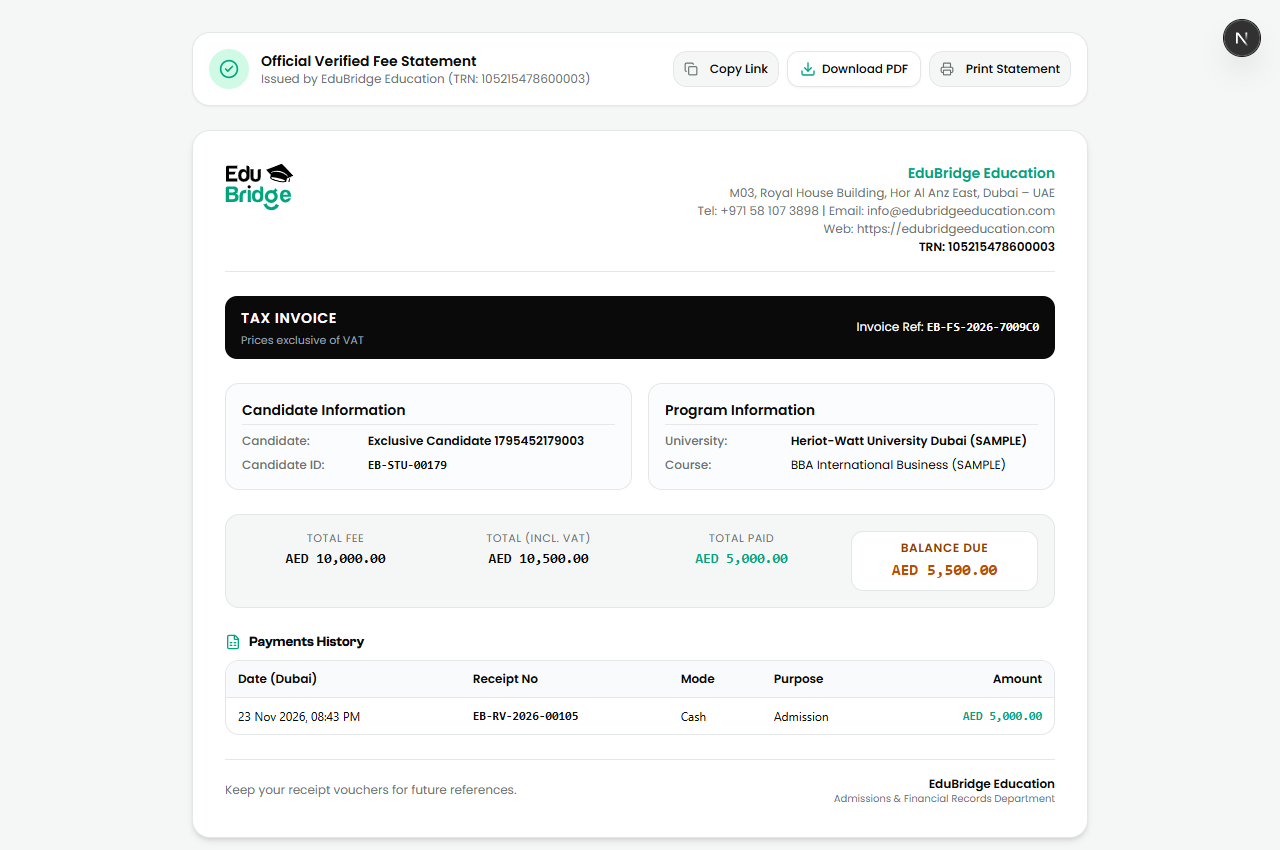 Official Verified Fee Statement
Issued by EduBridge Education (TRN: 105215478600003)
Copy Link
Download PDF
Print Statement
N
Edu
Bridge
EduBridge Education
M03, Royal House Building, Hor Al Anz East, Dubai – UAE
Tel: +971 58 107 3898 | Email: info@edubridgeeducation.com
Web: https://edubridgeeducation.com
TRN: 105215478600003
TAX INVOICE
Prices exclusive of VAT
Invoice Ref: EB-FS-2026-7009C0
Candidate Information
Candidate: Exclusive Candidate 1795452179003
Candidate ID: EB-STU-00179
Program Information
University: Heriot-Watt University Dubai (SAMPLE)
Course: BBA International Business (SAMPLE)
TOTAL FEE
AED 10,000.00
TOTAL (INCL. VAT)
AED 10,500.00
TOTAL PAID
AED 5,000.00
BALANCE DUE
AED 5,500.00
Payments History
Date (Dubai) Receipt No Mode Purpose Amount
23 Nov 2026, 08:43 PM EB-RV-2026-00105 Cash Admission AED 5,000.00
Keep your receipt vouchers for future references.
EduBridge Education
Admissions & Financial Records Department